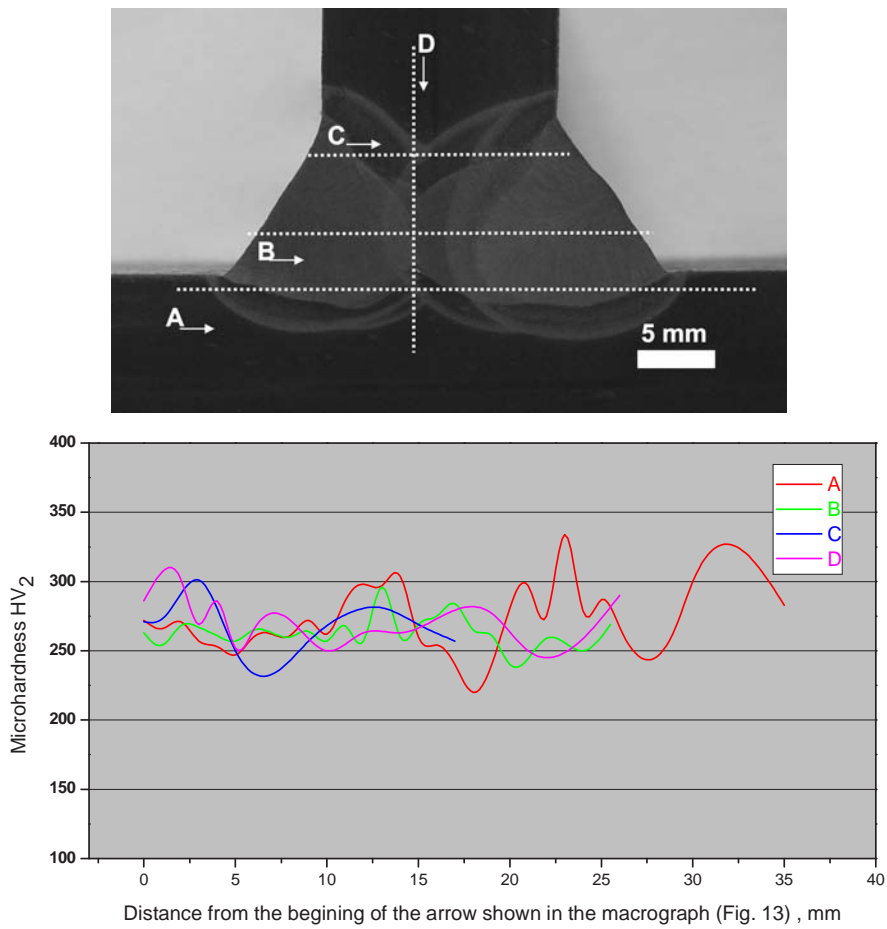 D
C
B
A
5 mm
400
350
300
250
200
150
100
Microhardness HV2
A
B
C
D
0 5 10 15 20 25 30 35 40
Distance from the begining of the arrow shown in the macrograph (Fig. 13) , mm